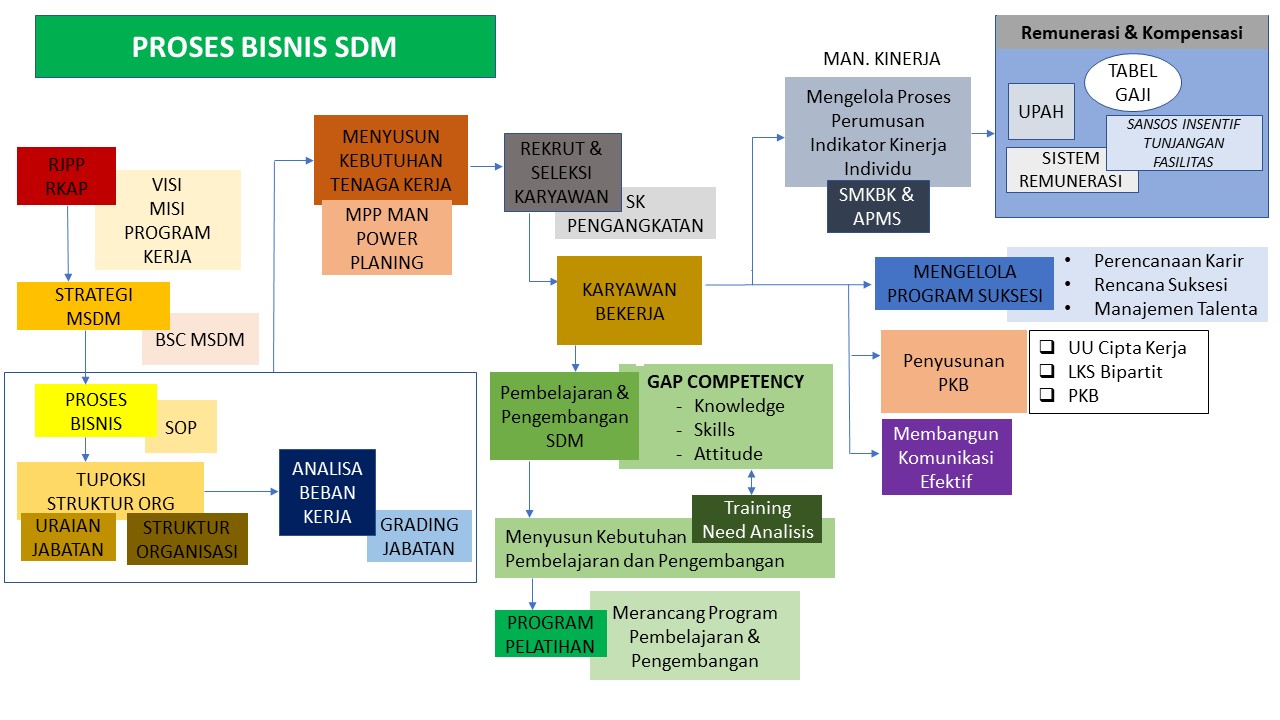 PROSES BISNIS SDM
RJPP
RKAP
VISI
MISI
PROGRAM
KERJA
STRATEGI
MSDM
BSC MSDM
PROSES
BISNIS
SOP
TUPOKSI
STRUKTUR ORG
URAIAN
JABATAN
STRUKTUR
ORGANISASI
ANALISA
BEBAN
KERJA
GRADING
JABATAN
MENYUSUN
KEBUTUHAN
TENAGA KERJA
MPP MAN
POWER
PLANING
REKRUT &
SELEKSI
KARYAWAN
SK
PENGANGKATAN
KARYAWAN
BEKERJA
Pembelajaran &
Pengembangan
SDM
GAP COMPETENCY
- Knowledge
- Skills
- Attitude
Training
Need Analisis
Menyusun Kebutuhan
Pembelajaran dan Pengembangan
PROGRAM
PELATIHAN
Merancang Program
Pembelajaran &
Pengembangan
MAN. KINERJA
Mengelola Proses
Perumusan
Indikator Kinerja
Individu
SMKBK &
APMS
Remunerasi & Kompensasi
TABEL
GAJI
UPAH
SANSOS INSENTIF
TUNJANGAN
FASILITAS
SISTEM
REMUNERASI
MENGELOLA
PROGRAM SUKSESI
• Perencanaan Karir
• Rencana Suksesi
• Manajemen Talenta
Penyusunan
PKB
❑ UU Cipta Kerja
❑ LKS Bipartit
❑ PKB
Membangun
Komunikasi
Efektif